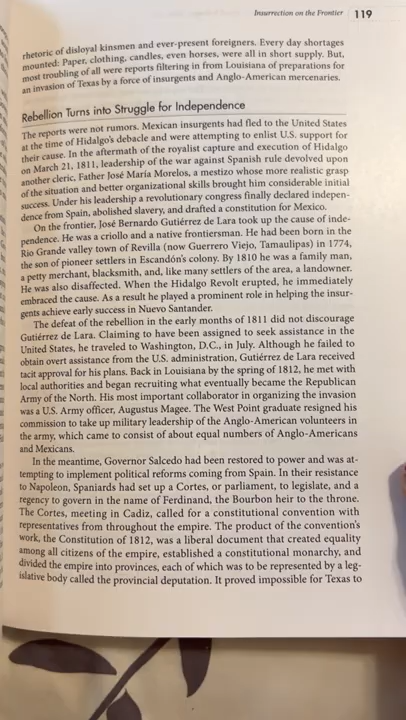 Insurrection on the Frontier 119
rhetoric of disloyal kinsmen and ever-present foreigners. Every day shortages
mounted: Paper, clothing, candles, even horses, were all in short supply. But,
most troubling of all were reports filtering in from Louisiana of preparations for
an invasion of Texas by a force of insurgents and Anglo-American mercenaries.
Rebellion Turns into Struggle for Independence
The reports were not rumors. Mexican insurgents had fled to the United States
at the time of Hidalgo's debacle and were attempting to enlist U.S. support for
their cause. In the aftermath of the royalist capture and execution of Hidalgo
on March 21, 1811, leadership of the war against Spanish rule devolved upon
another cleric, Father José María Morelos, a mestizo whose more realistic grasp
of the situation and better organizational skills brought him considerable initial
success. Under his leadership a revolutionary congress finally declared indepen-
dence from Spain, abolished slavery, and drafted a constitution for Mexico.
On the frontier, José Bernardo Gutiérrez de Lara took up the cause of inde-
pendence. He was a criollo and a native frontiersman. He had been born in the
Rio Grande valley town of Revilla (now Guerrero Viejo, Tamaulipas) in 1774,
the son of pioneer settlers in Escandón's colony. By 1810 he was a family man,
a petty merchant, blacksmith, and, like many settlers of the area, a landowner.
He was also disaffected. When the Hidalgo Revolt erupted, he immediately
embraced the cause. As a result he played a prominent role in helping the insur-
gents achieve early success in Nuevo Santander.
The defeat of the rebellion in the early months of 1811 did not discourage
Gutiérrez de Lara. Claiming to have been assigned to seek assistance in the
United States, he traveled to Washington, D.C., in July. Although he failed to
obtain overt assistance from the U.S. administration, Gutiérrez de Lara received
tacit approval for his plans. Back in Louisiana by the spring of 1812, he met with
local authorities and began recruiting what eventually became the Republican
Army of the North. His most important collaborator in organizing the invasion
was a U.S. Army officer, Augustus Magee. The West Point graduate resigned his
commission to take up military leadership of the Anglo-American volunteers in
the army, which came to consist of about equal numbers of Anglo-Americans
and Mexicans.
In the meantime, Governor Salcedo had been restored to power and was at-
tempting to implement political reforms coming from Spain. In their resistance
to Napoleon, Spaniards had set up a Cortes, or parliament, to legislate, and a
regency to govern in the name of Ferdinand, the Bourbon heir to the throne.
The Cortes, meeting in Cadiz, called for a constitutional convention with
representatives from throughout the empire. The product of the convention's
work, the Constitution of 1812, was a liberal document that created equality
among all citizens of the empire, established a constitutional monarchy, and
divided the empire into provinces, each of which was to be represented by a leg-
islative body called the provincial deputation. It proved impossible for Texas to